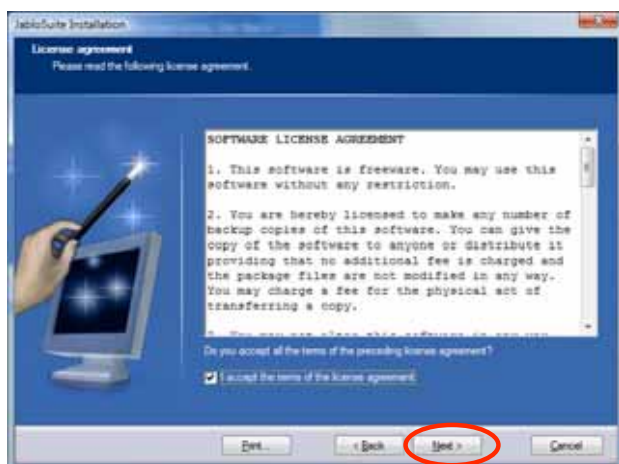 JabloSuite Installation
License agreement
Please read the following license agreement.
SOFTWARE LICENSE AGREEMENT
1. This software is freeware. You may use this
software without any restriction.
2. You are hereby licensed to make any number of
backup copies of this software. You can give the
copy of the software to anyone or distribute it
providing that no additional fee is charged and
the package files are not modified in any way.
You may charge a fee for the physical act of
transferring a copy.
Do you accept all the terms of the preceding license agreement?
I accept the terms of the license agreement
Print...
< Back
Next >
Cancel